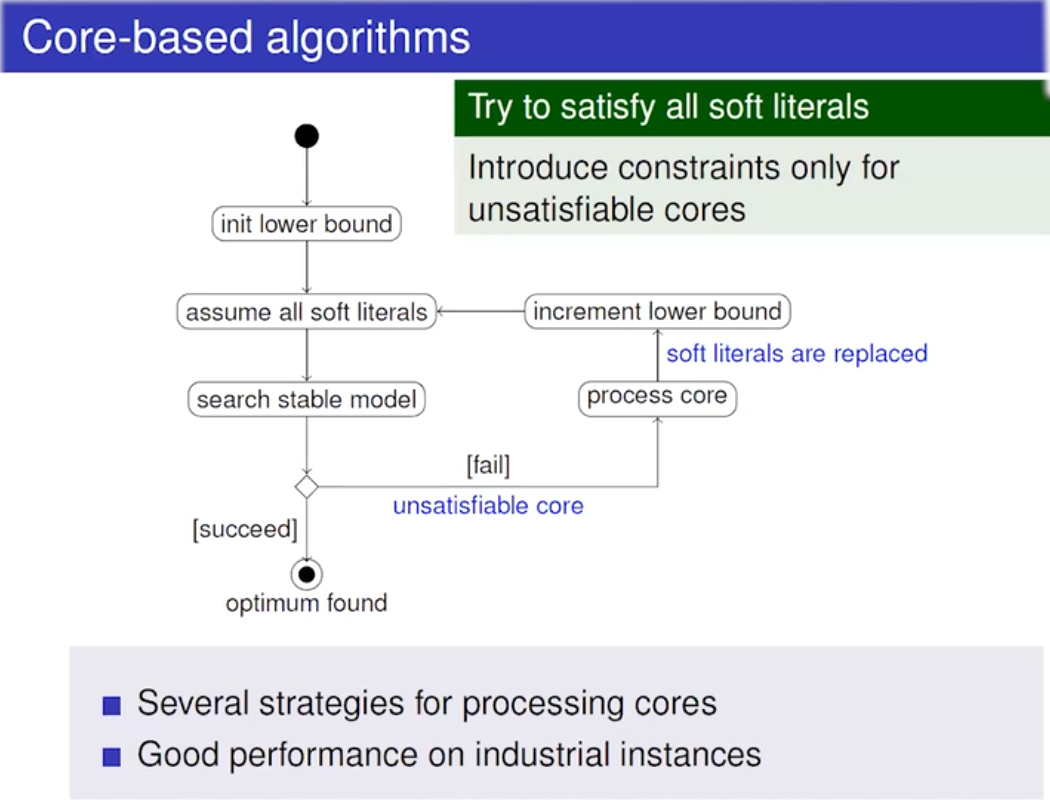 Core-based algorithms
Try to satisfy all soft literals
Introduce constraints only for
unsatisfiable cores
init lower bound
assume all soft literals
increment lower bound
soft literals are replaced
search stable model
process core
[fail]
unsatisfiable core
[succeed]
optimum found
Several strategies for processing cores
Good performance on industrial instances